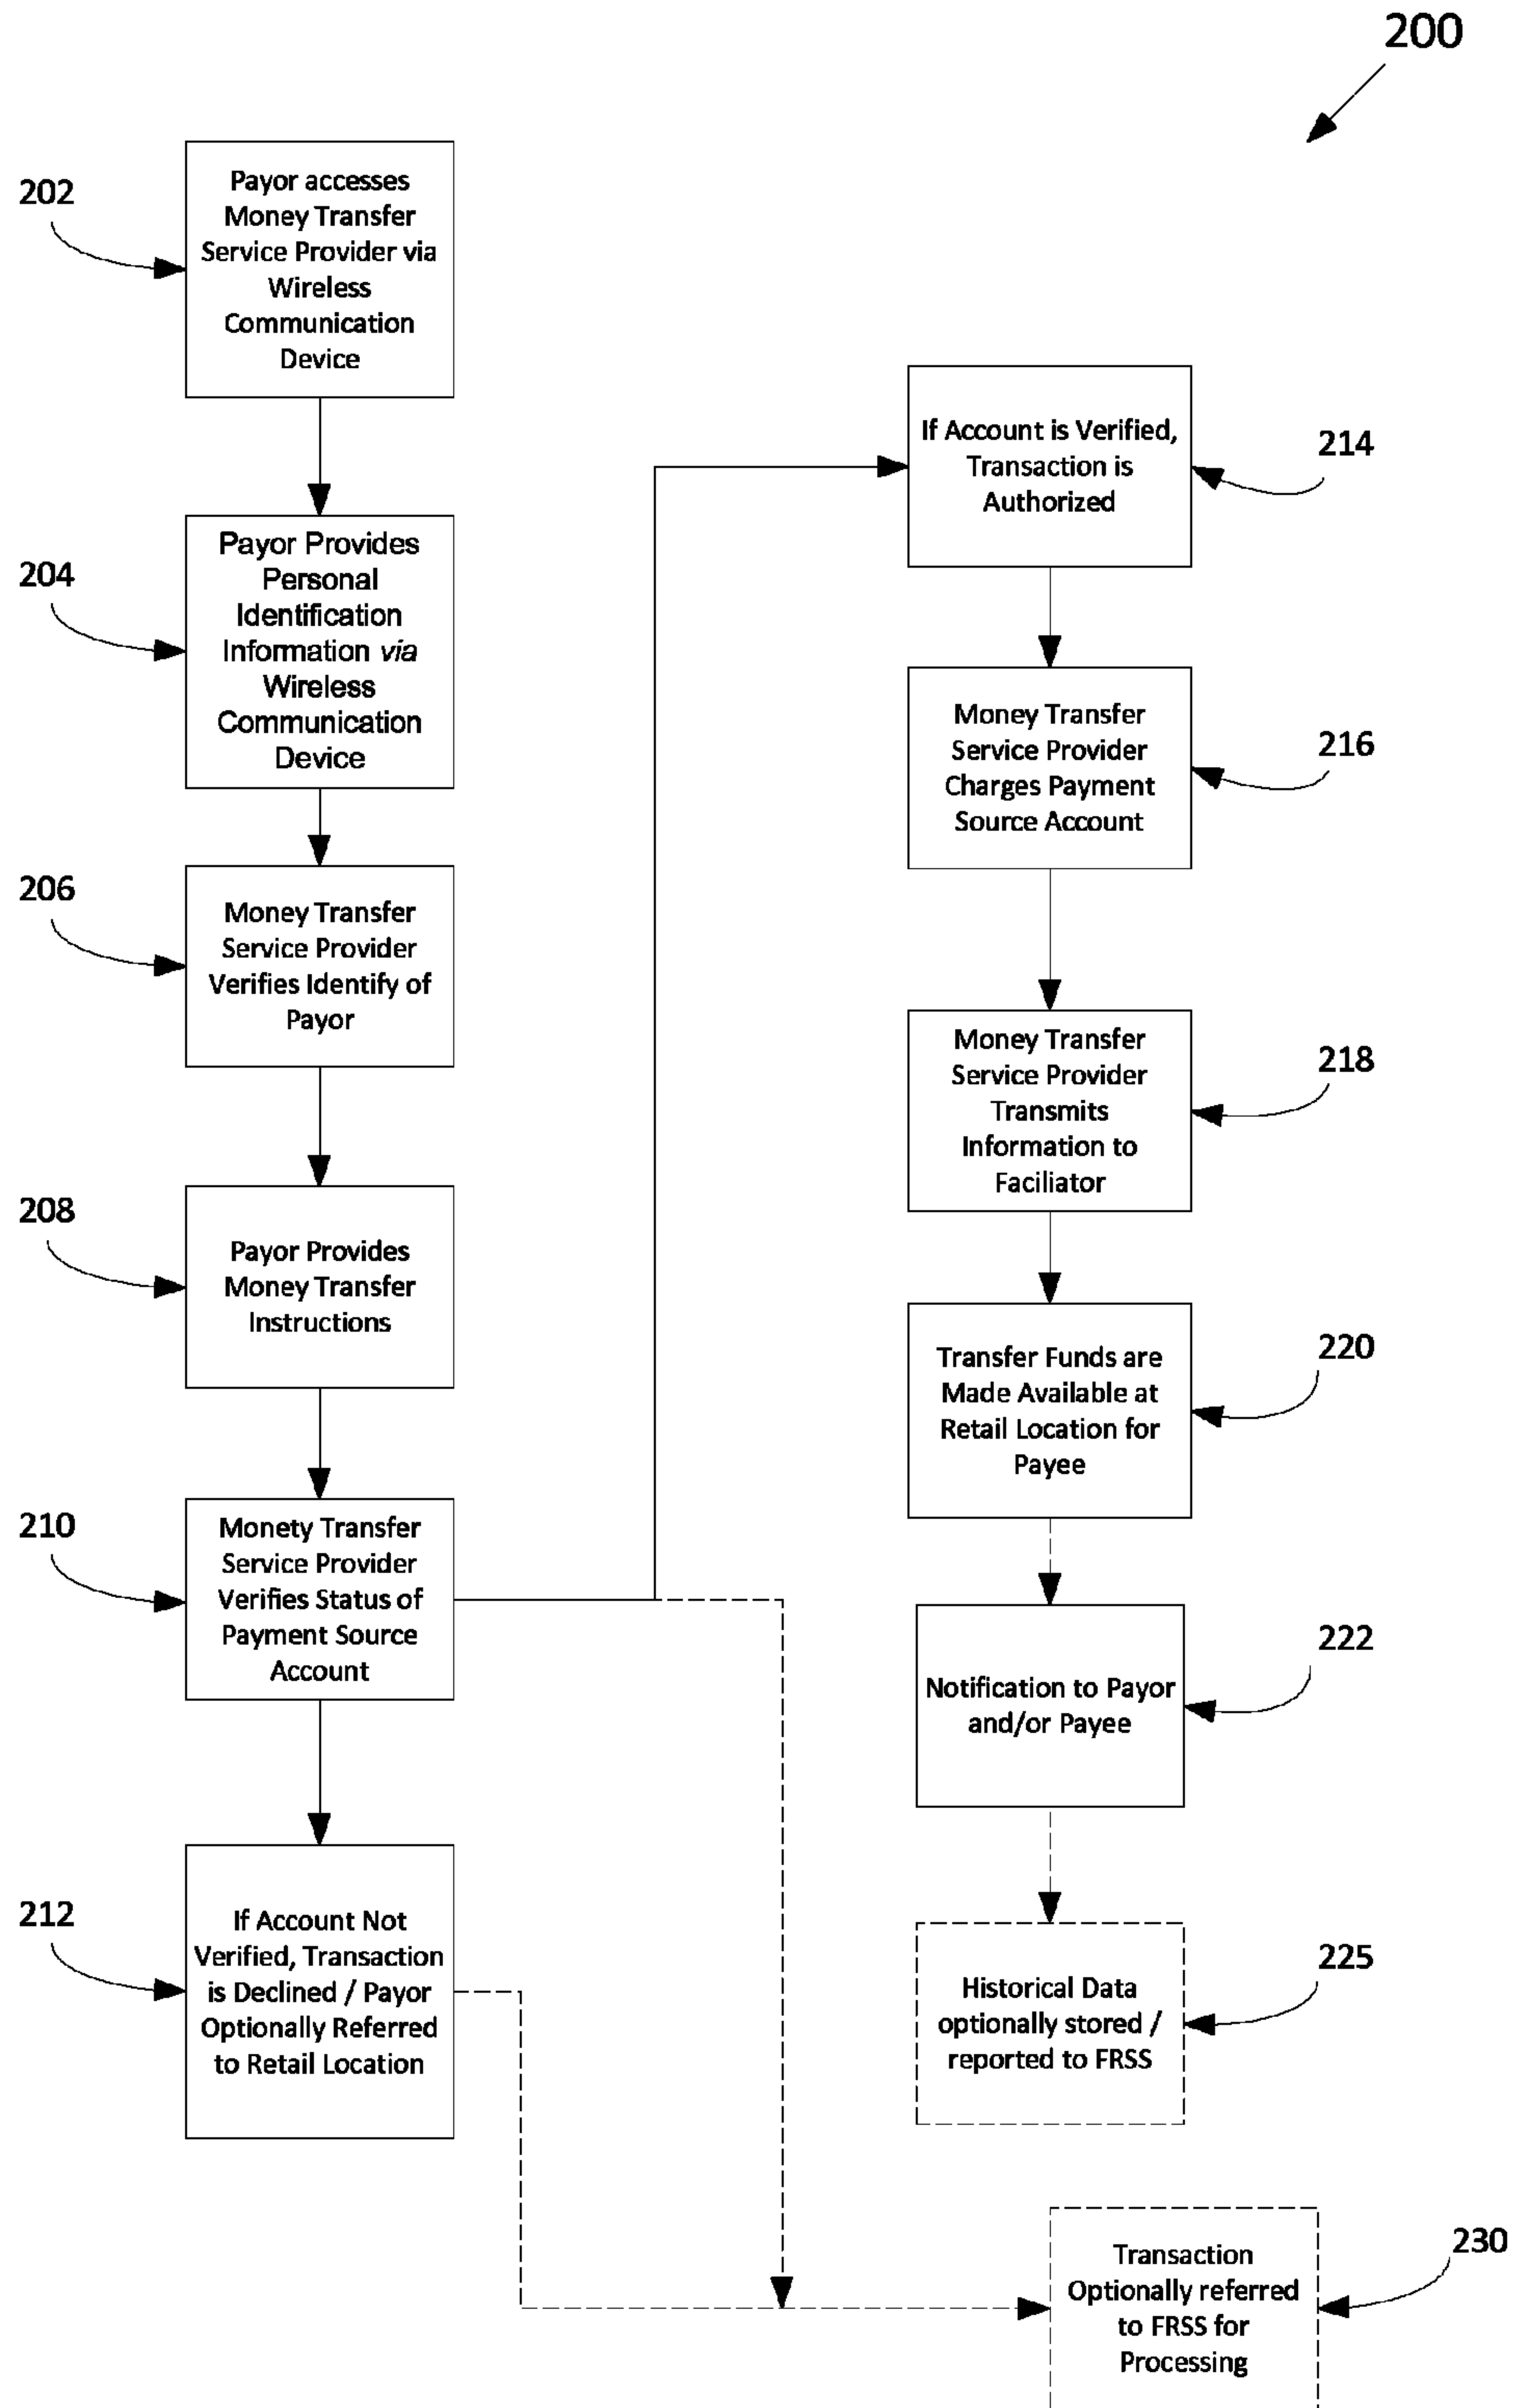 200
202
Payor accesses
Money Transfer
Service Provider via
Wireless
Communication
Device
204
Payor Provides
Personal
Identification
Information via
Wireless
Communication
Device
206
Money Transfer
Service Provider
Verifies Identify of
Payor
208
Payor Provides
Money Transfer
Instructions
210
Monety Transfer
Service Provider
Verifies Status of
Payment Source
Account
212
If Account Not
Verified, Transaction
is Declined / Payor
Optionally Referred
to Retail Location
If Account is Verified,
Transaction is
Authorized
214
Money Transfer
Service Provider
Charges Payment
Source Account
216
Money Transfer
Service Provider
Transmits
Information to
Faciliator
218
Transfer Funds are
Made Available at
Retail Location for
Payee
220
Notification to Payor
and/or Payee
222
Historical Data
optionally stored /
reported to FRSS
225
Transaction
Optionally referred
to FRSS for
Processing
230